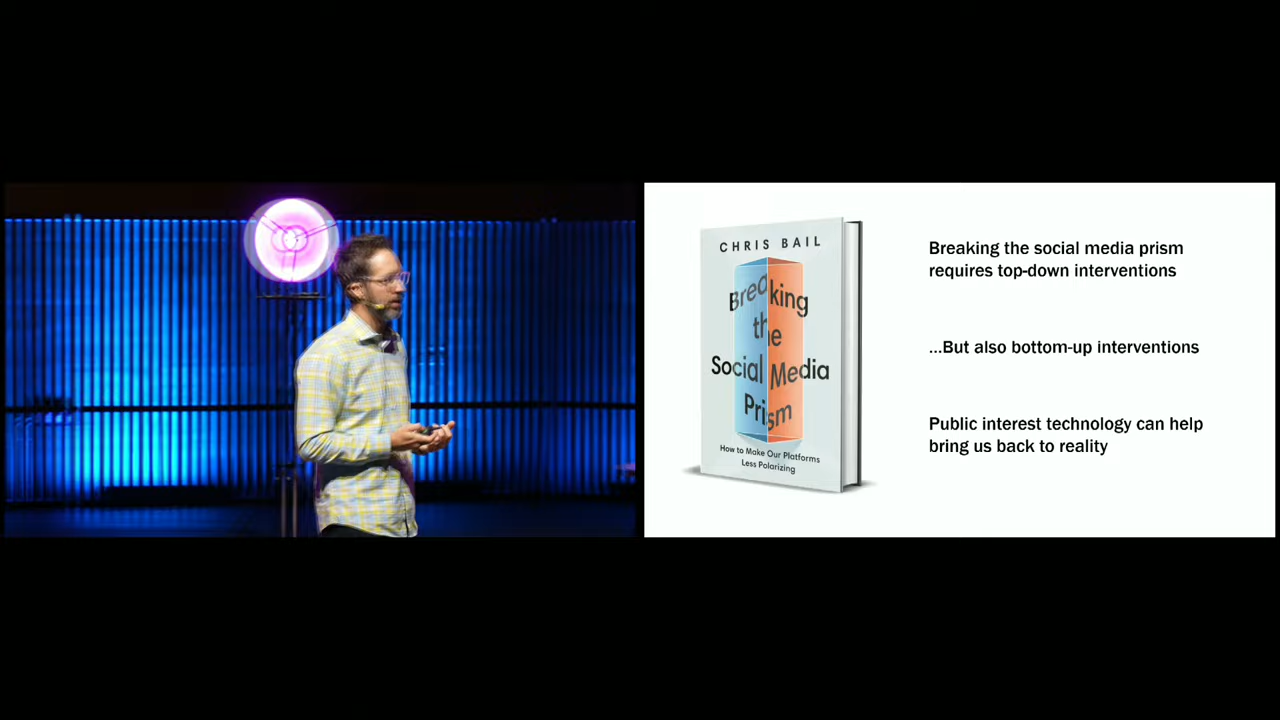 CHRIS BAIL
Breaking
the
Social Media
Prism
How to Make Our Platforms
Less Polarizing
Breaking the social media prism
requires top-down interventions
...But also bottom-up interventions
Public interest technology can help
bring us back to reality